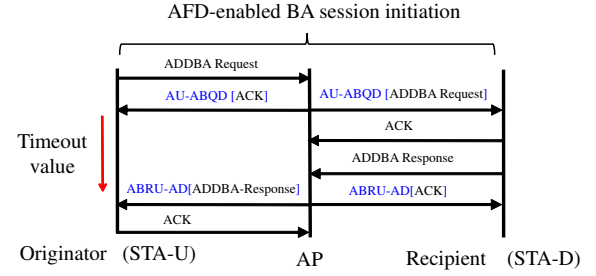 AFD-enabled BA session initiation
ADDBA Request
AU-ABQD [ACK] AU-ABQD [ADDBA Request]
ACK
Timeout
value
ADDBA Response
ABRU-AD[ADDBA-Response] ABRU-AD[ACK]
ACK
Originator (STA-U) AP Recipient (STA-D)